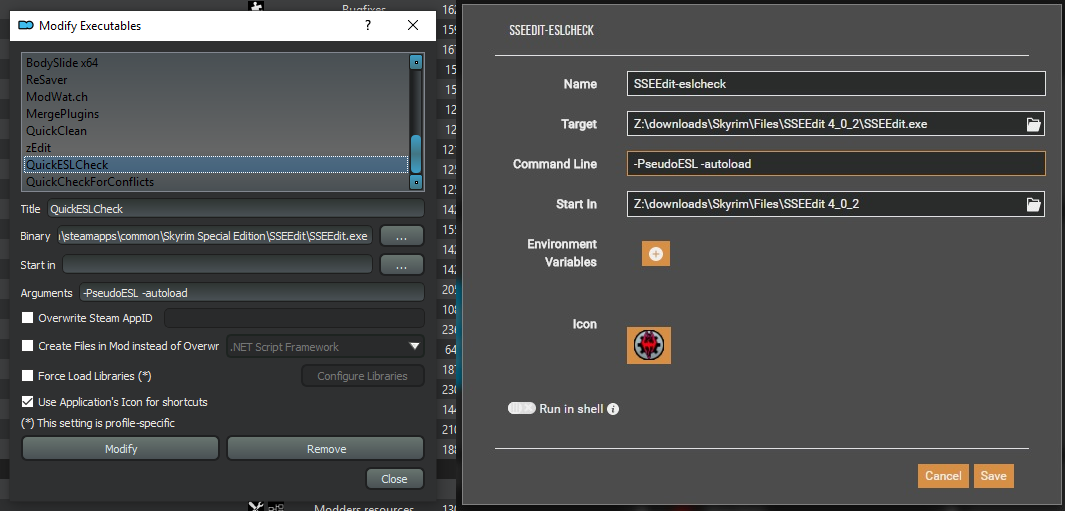 Bugfixes
Modify Executables
?
BodySlide x64
ReSaver
ModWat.ch
MergePlugins
QuickClean
zEdit
QuickESLCheck
QuickCheckForConflicts
Title QuickESLCheck
Binary \steamapps\common\Skyrim Special Edition\SSEEdit\SSEEdit.exe ...
Start in ...
Arguments -PseudoESL -autoload
Overwrite Steam AppID
Create Files in Mod instead of Overwr .NET Script Framework
Force Load Libraries (*) Configure Libraries
Use Application's Icon for shortcuts
(*) This setting is profile-specific
Modify Remove
Close
Modders resources
SSEEDIT-ESLCHECK
Name SSEEdit-eslcheck
Target Z:\downloads\Skyrim\Files\SSEEdit 4_0_2\SSEEdit.exe
Command Line -PseudoESL -autoload
Start In Z:\downloads\Skyrim\Files\SSEEdit 4_0_2
Environment
Variables
Icon
Run in shell
Cancel Save